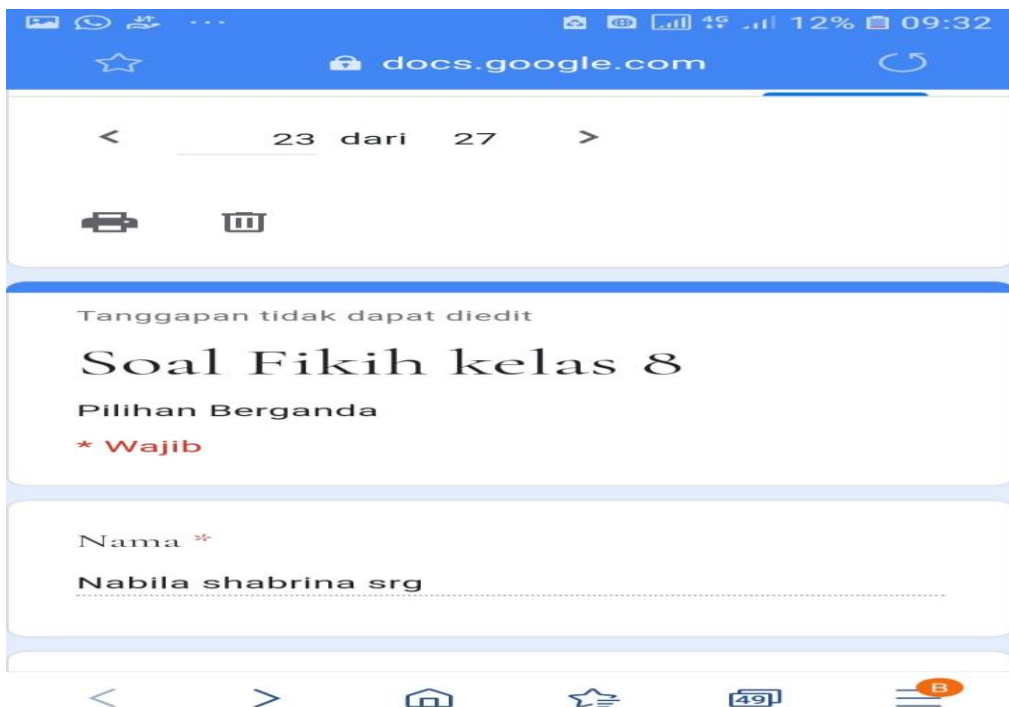 12% 09:32
docs.google.com
< 23 dari 27 >
Tanggapan tidak dapat diedit
Soal Fikih kelas 8
Pilihan Berganda
* Wajib
Nama *
Nabila shabrina srg
49
B